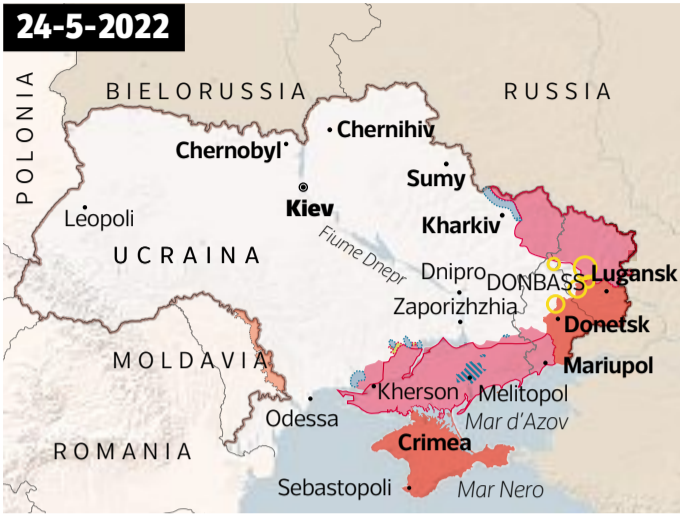 24-5-2022
BIELORUSSIA
RUSSIA
POLONIA
Chernihiv
Chernobyl
Sumy
Kiev
Leopoli
Kharkiv
UCRAINA
Fiume Dnepr
Dnipro
DONBASS
Lugansk
Zaporizhzhia
Donetsk
MOLDAVIA
Mariupol
Kherson
Melitopol
Odessa
Mar d'Azov
Crimea
ROMANIA
Sebastopoli
Mar Nero